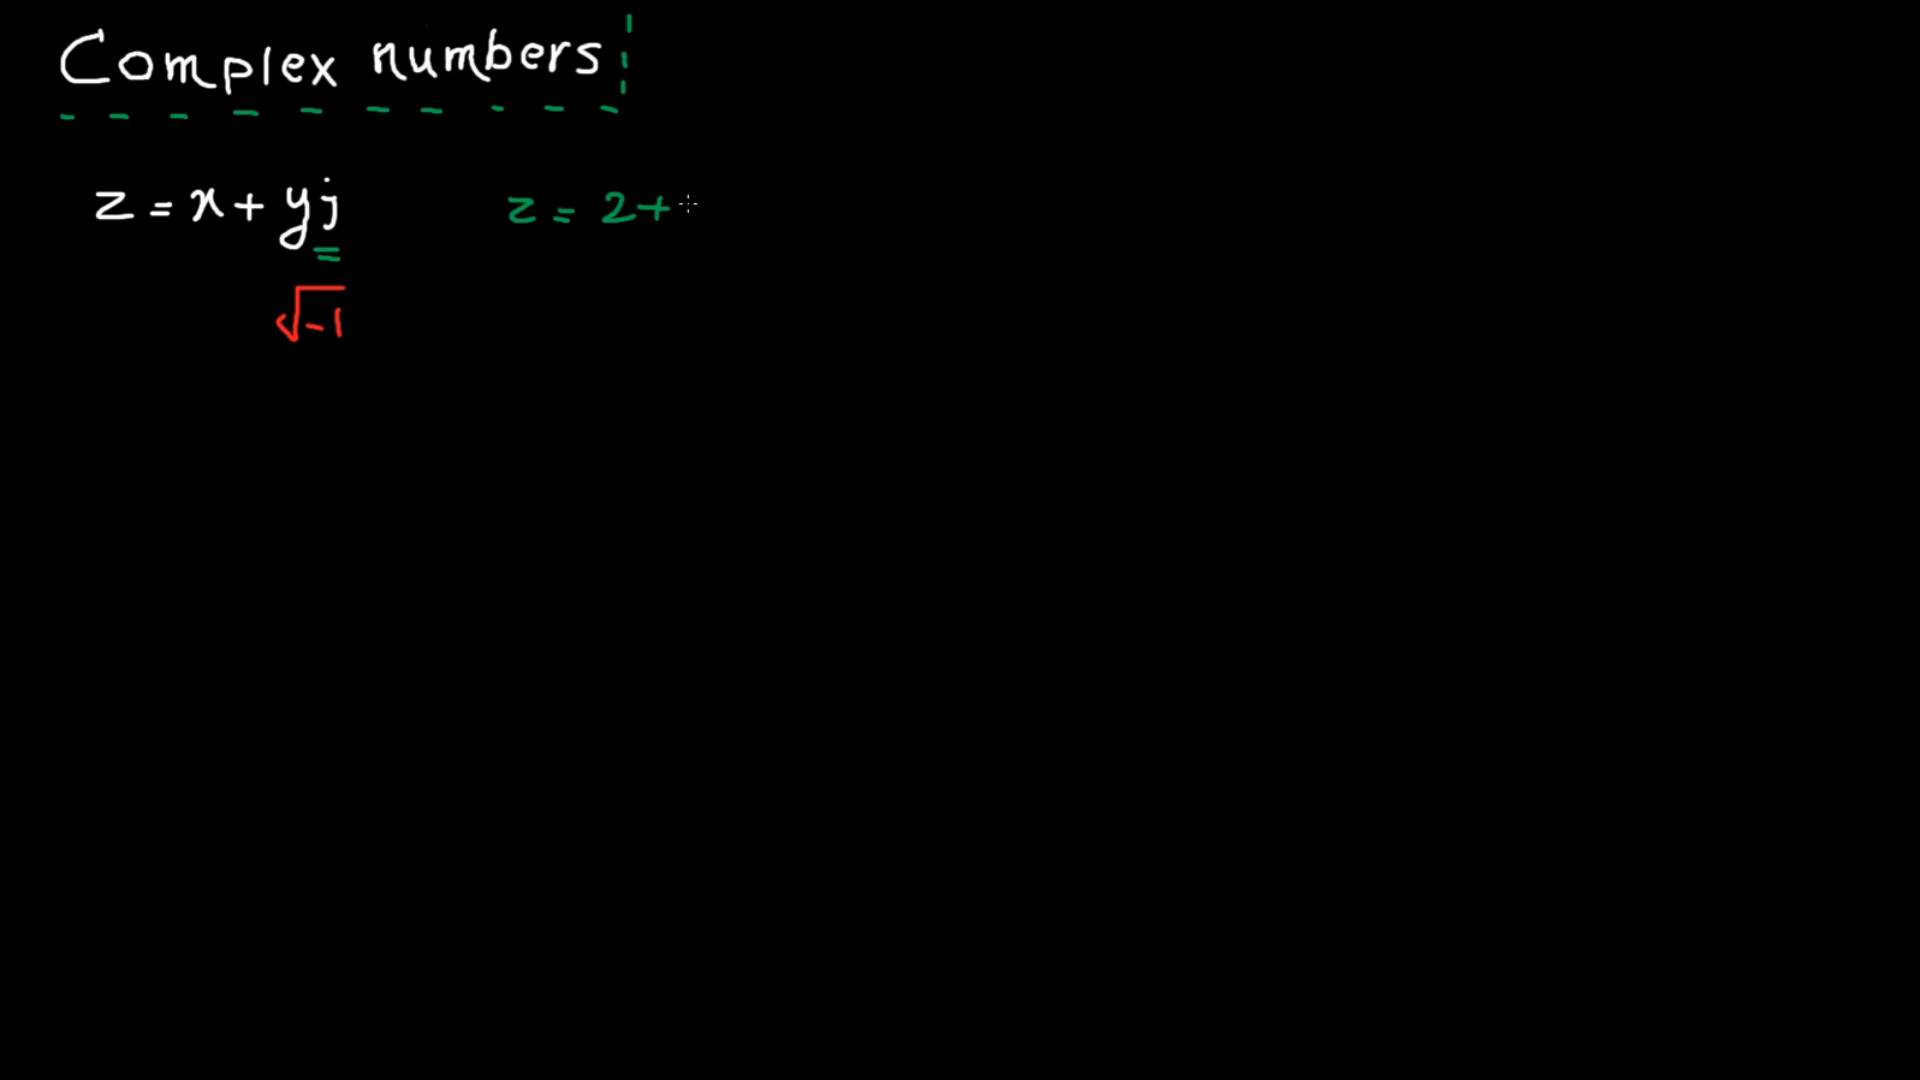 Complex numbers
z = x + yj
z = 2 +
√-1